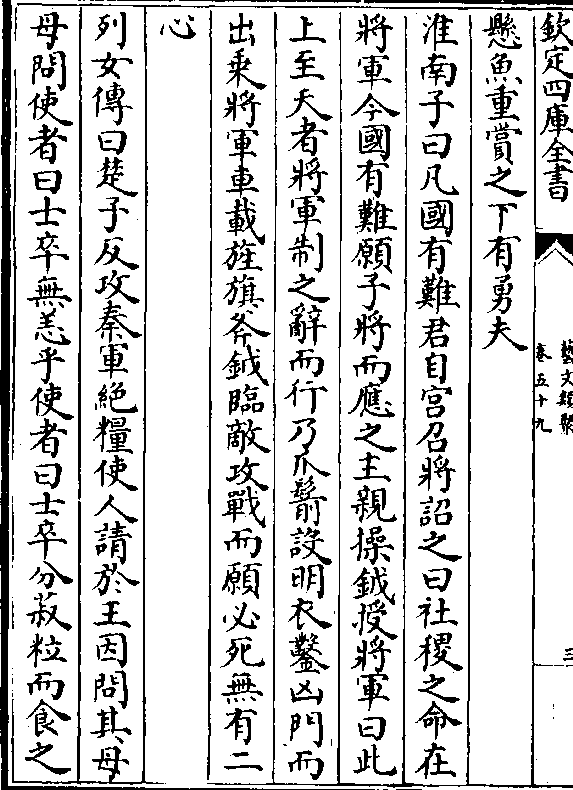 欽定四庫全書
藝文類聚
卷五十九
三
懸魚重賞之下有勇夫
淮南子曰凡國有難君自宫召將詔之曰社稷之命在
將軍今國有難願子將而應之主親操鉞授將軍曰此
上至天者將軍制之辭而行乃爪鬋設明衣鑿凶門而
出乗將軍車載旌旗斧鉞臨敵攻戰而願必死無有二
心
列女傳曰楚子反攻秦軍絶糧使人請於王因問其母
母問使者曰士卒無恙乎使者曰士卒分菽粒而食之